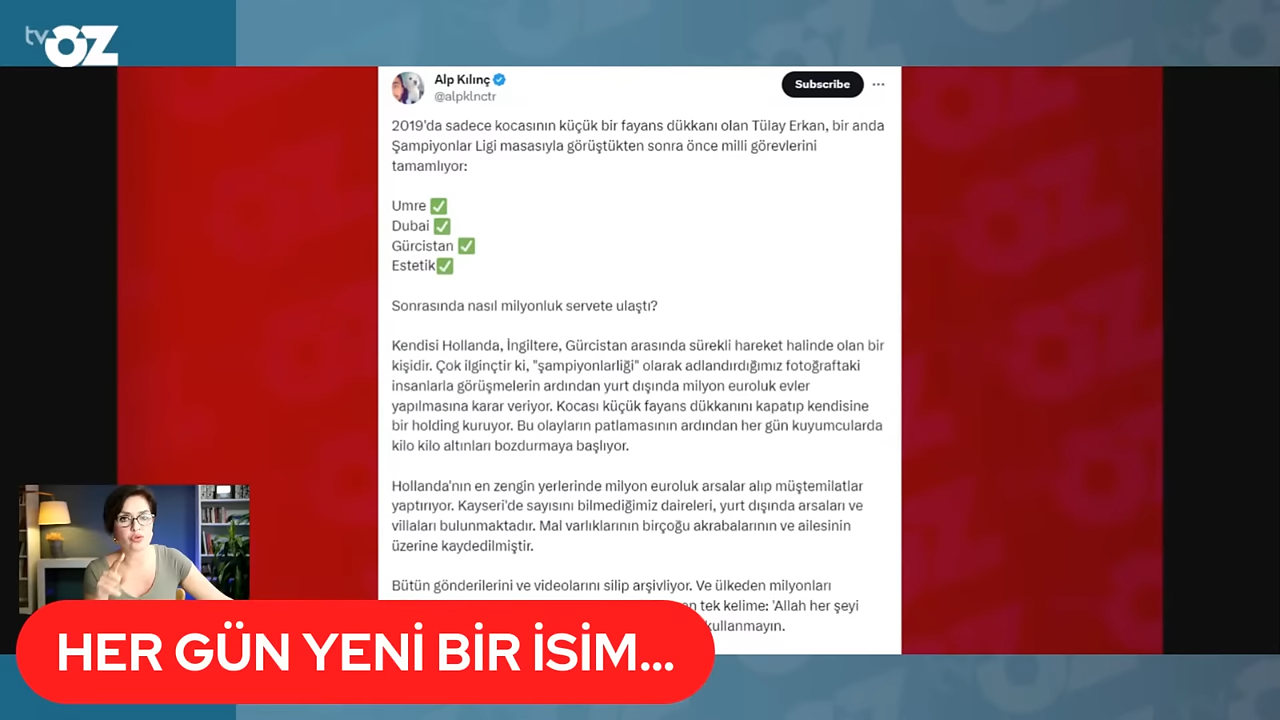 tv ÖZ
Alp Kılınç
@alpklnctr
Subscribe
2019'da sadece kocasının küçük bir fayans dükkanı olan Tülay Erkan, bir anda
Şampiyonlar Ligi masasıyla görüştükten sonra önce milli görevlerini
tamamlıyor:
Umre ✅
Dubai ✅
Gürcistan ✅
Estetik✅
Sonrasında nasıl milyonluk servete ulaştı?
Kendisi Hollanda, İngiltere, Gürcistan arasında sürekli hareket halinde olan bir
kişidir. Çok ilginçtir ki, "şampiyonlarliği" olarak adlandırdığımız fotoğraftaki
insanlarla görüşmelerin ardından yurt dışında milyon euroluk evler
yapılmasına karar veriyor. Kocası küçük fayans dükkanını kapatıp kendisine
bir holding kuruyor. Bu olayların patlamasının ardından her gün kuyumcularda
kilo kilo altınları bozdurmaya başlıyor.
Hollanda'nın en zengin yerlerinde milyon euroluk arsalar alıp müştemilatlar
yaptırıyor. Kayseri'de sayısını bilmediğimiz daireleri, yurt dışında arsaları ve
villaları bulunmaktadır. Mal varlıklarının birçoğu akrabalarının ve ailesinin
üzerine kaydedilmiştir.
Bütün gönderilerini ve videolarını silip arşivliyor. Ve ülkeden milyonları
tek kelime: 'Allah her şeyi
kullanmayın.
HER GÜN YENİ BİR İSİM...